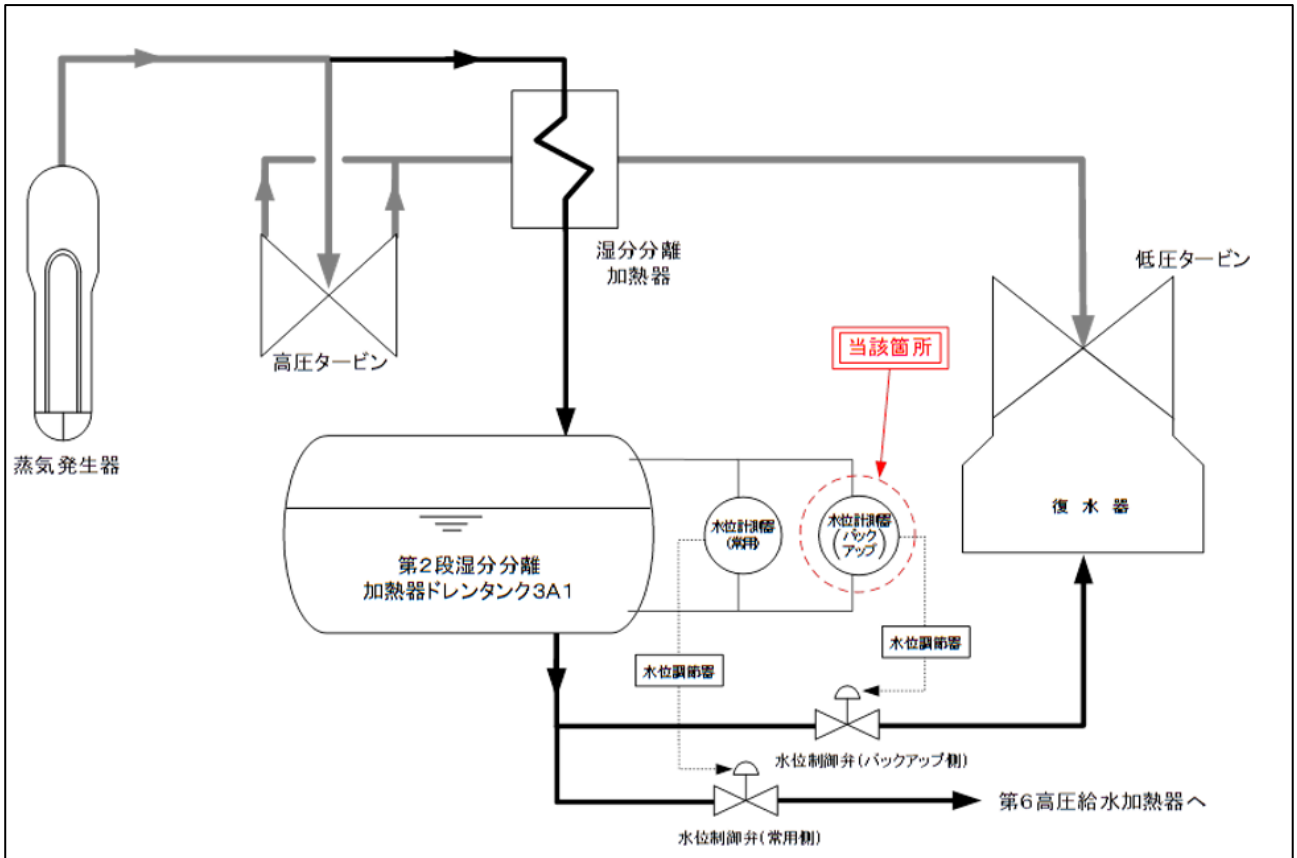 湿分分離
加熱器
低圧タービン
当該箇所
高圧タービン
蒸気発生器
復水器
水位計測器
(常用)
水位計測器
(バック
アップ)
第2段湿分分離
加熱器ドレンタンク3A1
水位調節器
水位調節器
水位制御弁(バックアップ側)
第6高圧給水加熱器へ
水位制御弁(常用側)